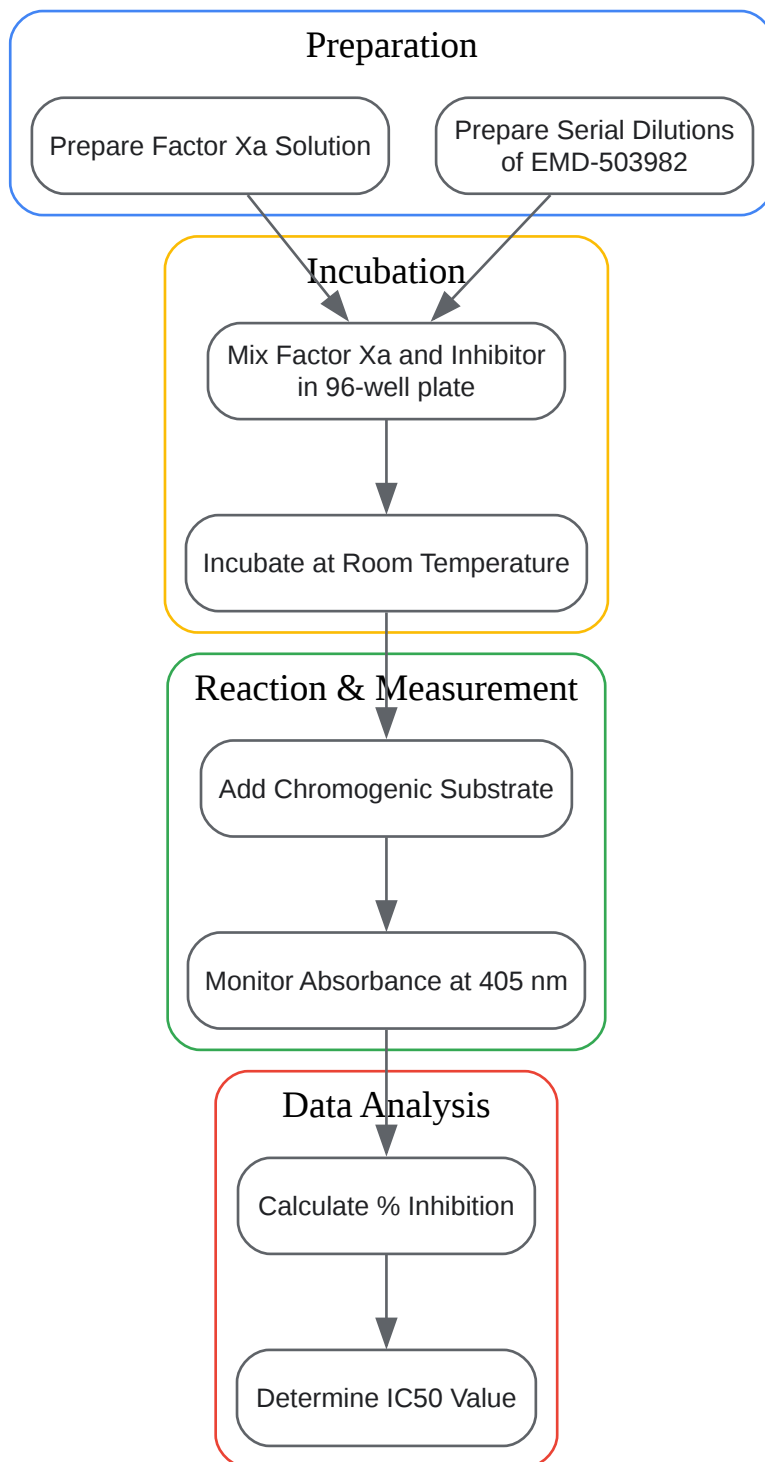 Preparation
Prepare Factor Xa Solution
Prepare Serial Dilutions
of EMD-503982
Incubation
Mix Factor Xa and Inhibitor
in 96-well plate
Incubate at Room Temperature
Reaction & Measurement
Add Chromogenic Substrate
Monitor Absorbance at 405 nm
Data Analysis
Calculate % Inhibition
Determine IC50 Value